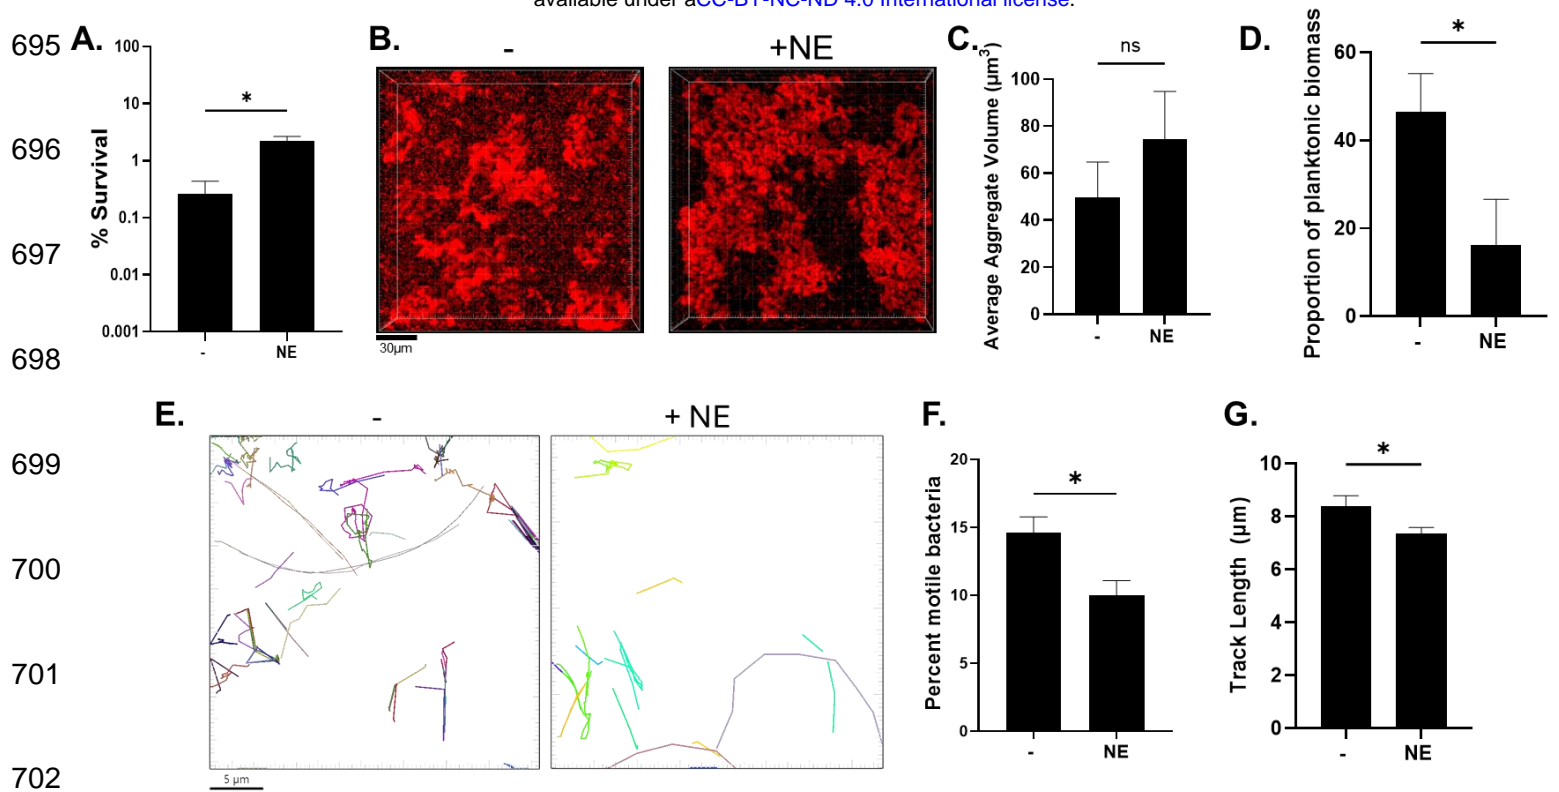 available under aCC-BY-NC-ND 4.0 International license.
695
696
697
698
699
700
701
702
A.
% Survival
100
10
1
0.1
0.01
0.001
*
-
NE
B.
-
+NE
30µm
C.
Average Aggregate Volume (µm³)
100
80
60
40
20
0
ns
-
NE
D.
Proportion of planktonic biomass
60
40
20
0
*
-
NE
E.
-
+ NE
5 µm
F.
Percent motile bacteria
20
15
10
5
0
*
-
NE
G.
Track Length (µm)
10
8
6
4
2
0
*
-
NE